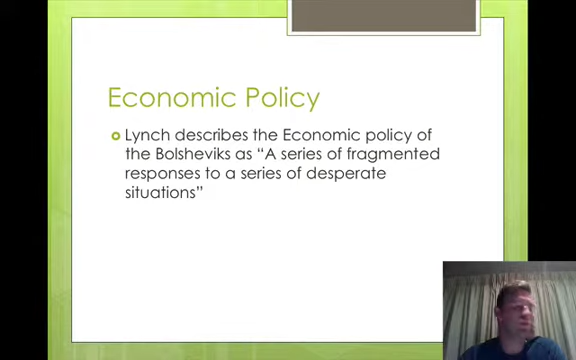 Economic Policy
Lynch describes the Economic policy of
the Bolsheviks as “A series of fragmented
responses to a series of desperate
situations”